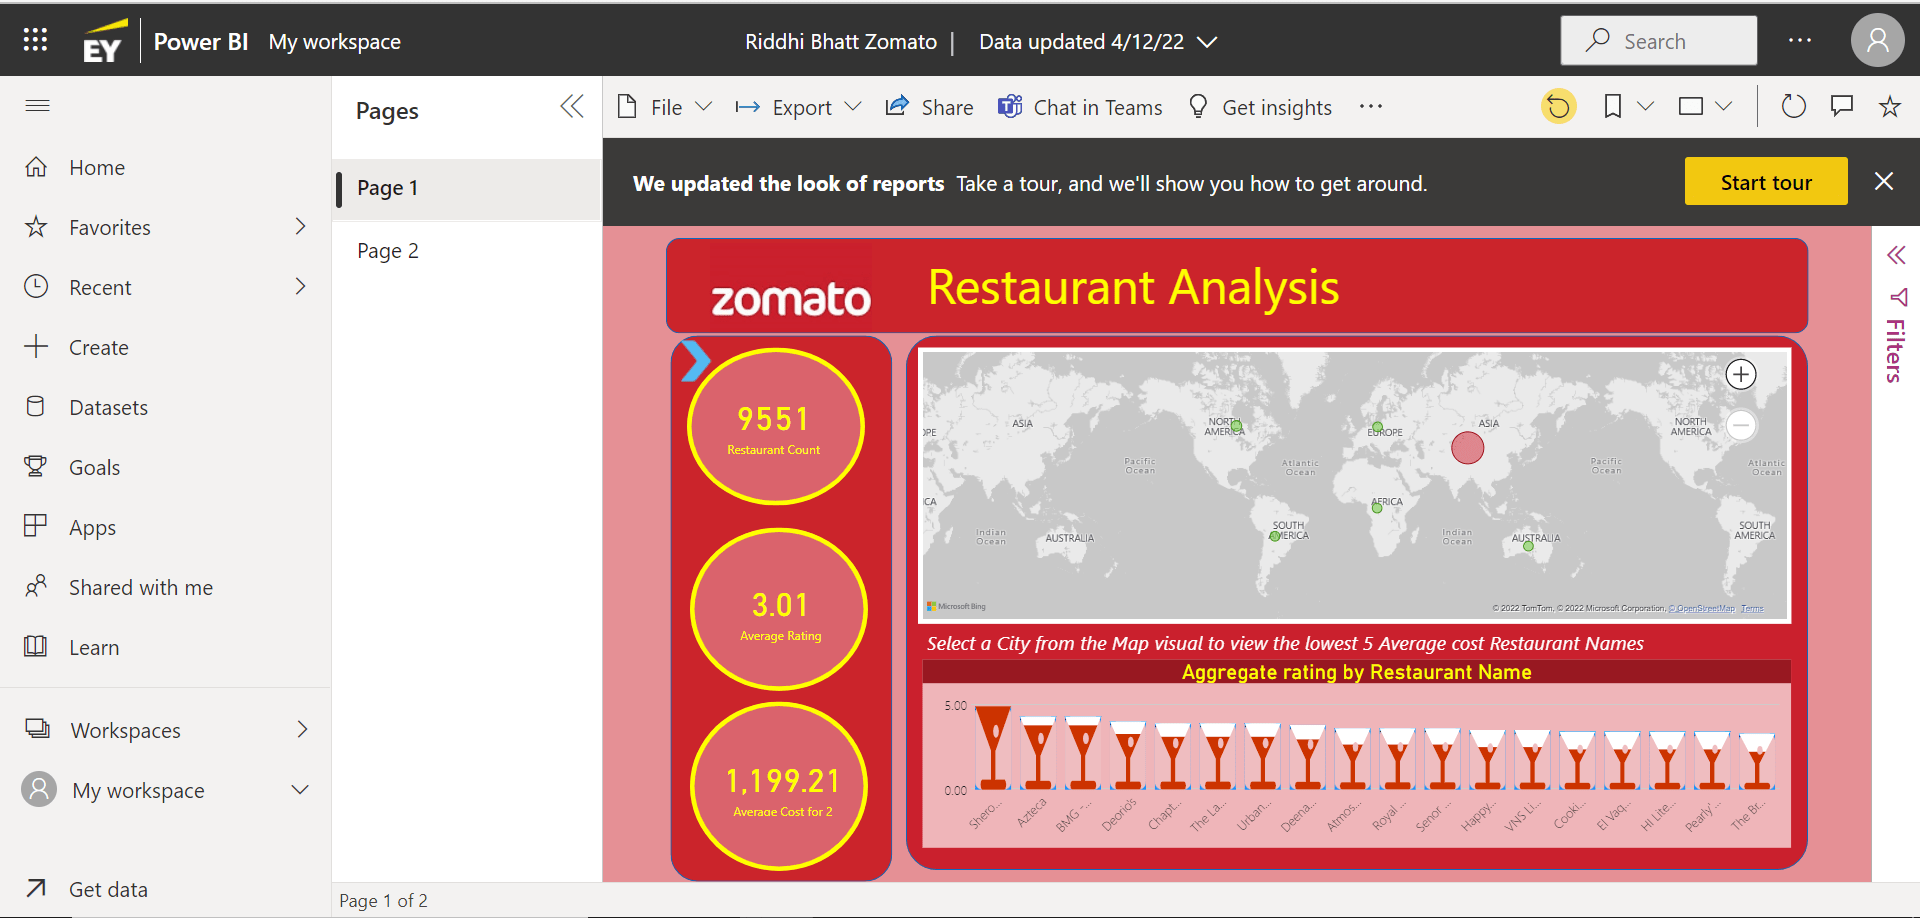 EY Power BI My workspace Riddhi Bhatt Zomato | Data updated 4/12/22 Search
Pages
File Export Share Chat in Teams Get insights
We updated the look of reports Take a tour, and we'll show you how to get around. Start tour
Home
Favorites
Recent
Create
Datasets
Goals
Apps
Shared with me
Learn
Workspaces
My workspace
Get data
Page 1
Page 2
Page 1 of 2
zomato Restaurant Analysis
Filters
9551
Restaurant Count
3.01
Average Rating
1,199.21
Average Cost for 2
OPE
ASIA
NORTH
AMERICA
EUROPE
ASIA
NORTH
AMERICA
Pacific
Ocean
Atlantic
Ocean
Pacific
Ocean
Atlantic
Ocean
ICA
AFRICA
Indian
Ocean
AUSTRALIA
SOUTH
AMERICA
Indian
Ocean
AUSTRALIA
SOUTH
AMERICA
Microsoft Bing
© 2022 TomTom, © 2022 Microsoft Corporation, © OpenStreetMap Terms
Select a City from the Map visual to view the lowest 5 Average cost Restaurant Names
Aggregate rating by Restaurant Name
5.00
0.00
Shero...
Azteca
BMG -...
Deorio's
Chapt...
The La...
Urban...
Deena...
Atmos...
Royal ...
Senor ...
Happy...
VNS Li...
Cooki...
El Vaq...
HI Lite...
Pearly'...
The Br...